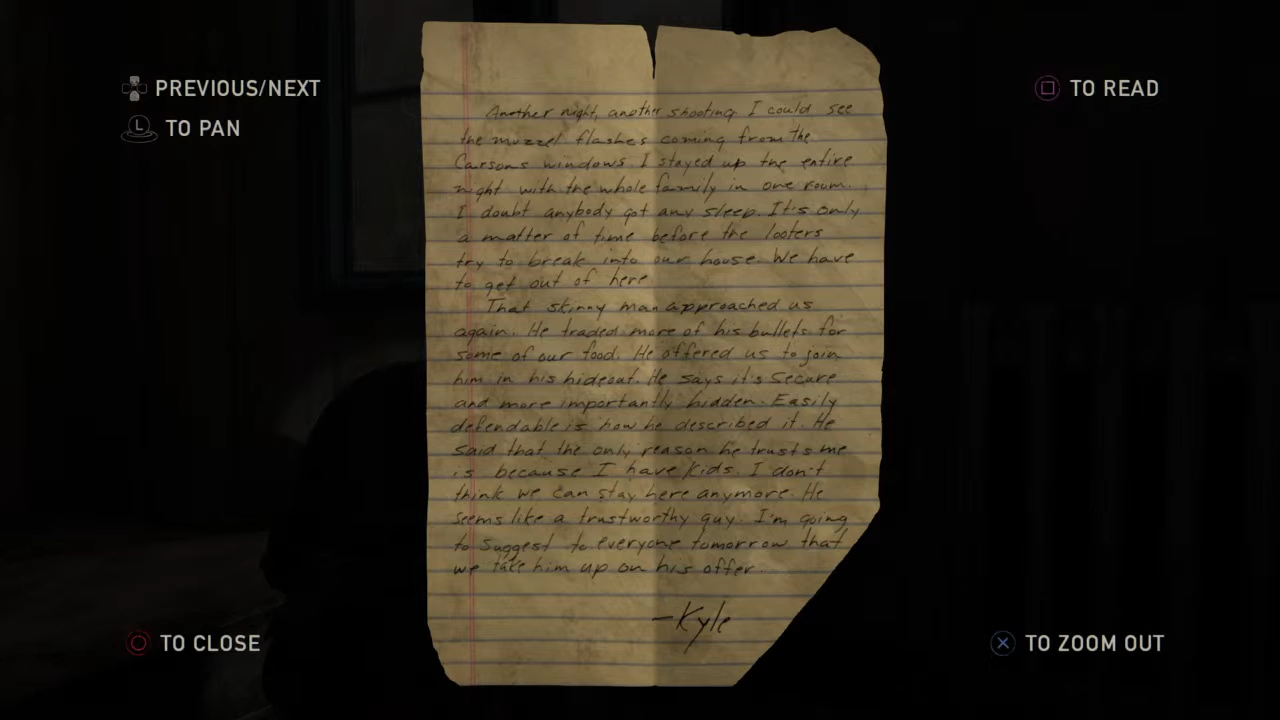 PREVIOUS/NEXT
TO PAN
TO READ
Another night, another shooting. I could see
the muzzel flashes coming from the
Carsons windows. I stayed up the entire
night with the whole family in one room.
I doubt anybody got any sleep. It's only
a matter of time before the looters
try to break into our house. We have
to get out of here
That skinny man approached us
again. He traded more of his bullets for
some of our food. He offered us to join
him in his hideout. He says it's secure
and more importantly hidden. Easily
defendable is how he described it. He
said that the only reason he trusts me
is because I have kids. I don't
think we can stay here anymore. He
seems like a trustworthy guy. I'm going
to suggest to everyone tomorrow that
we take him up on his offer.
-Kyle
TO CLOSE
TO ZOOM OUT